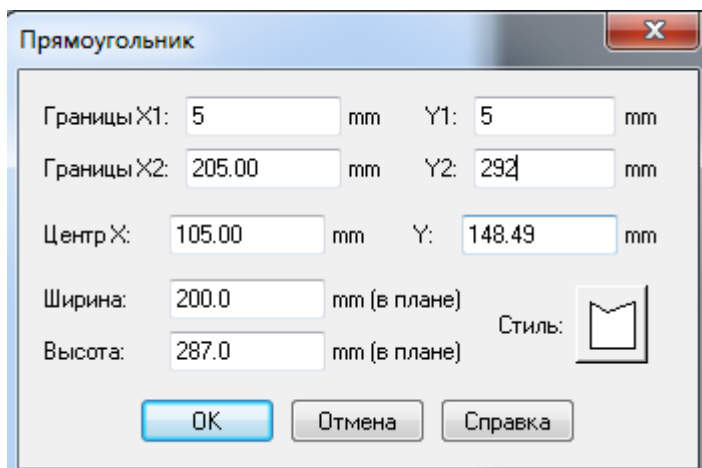 Прямоугольник
Границы X1: 5 mm Y1: 5 mm
Границы X2: 205.00 mm Y2: 292 mm
Центр X: 105.00 mm Y: 148.49 mm
Ширина: 200.0 mm (в плане)
Стиль:
Высота: 287.0 mm (в плане)
OK Отмена Справка